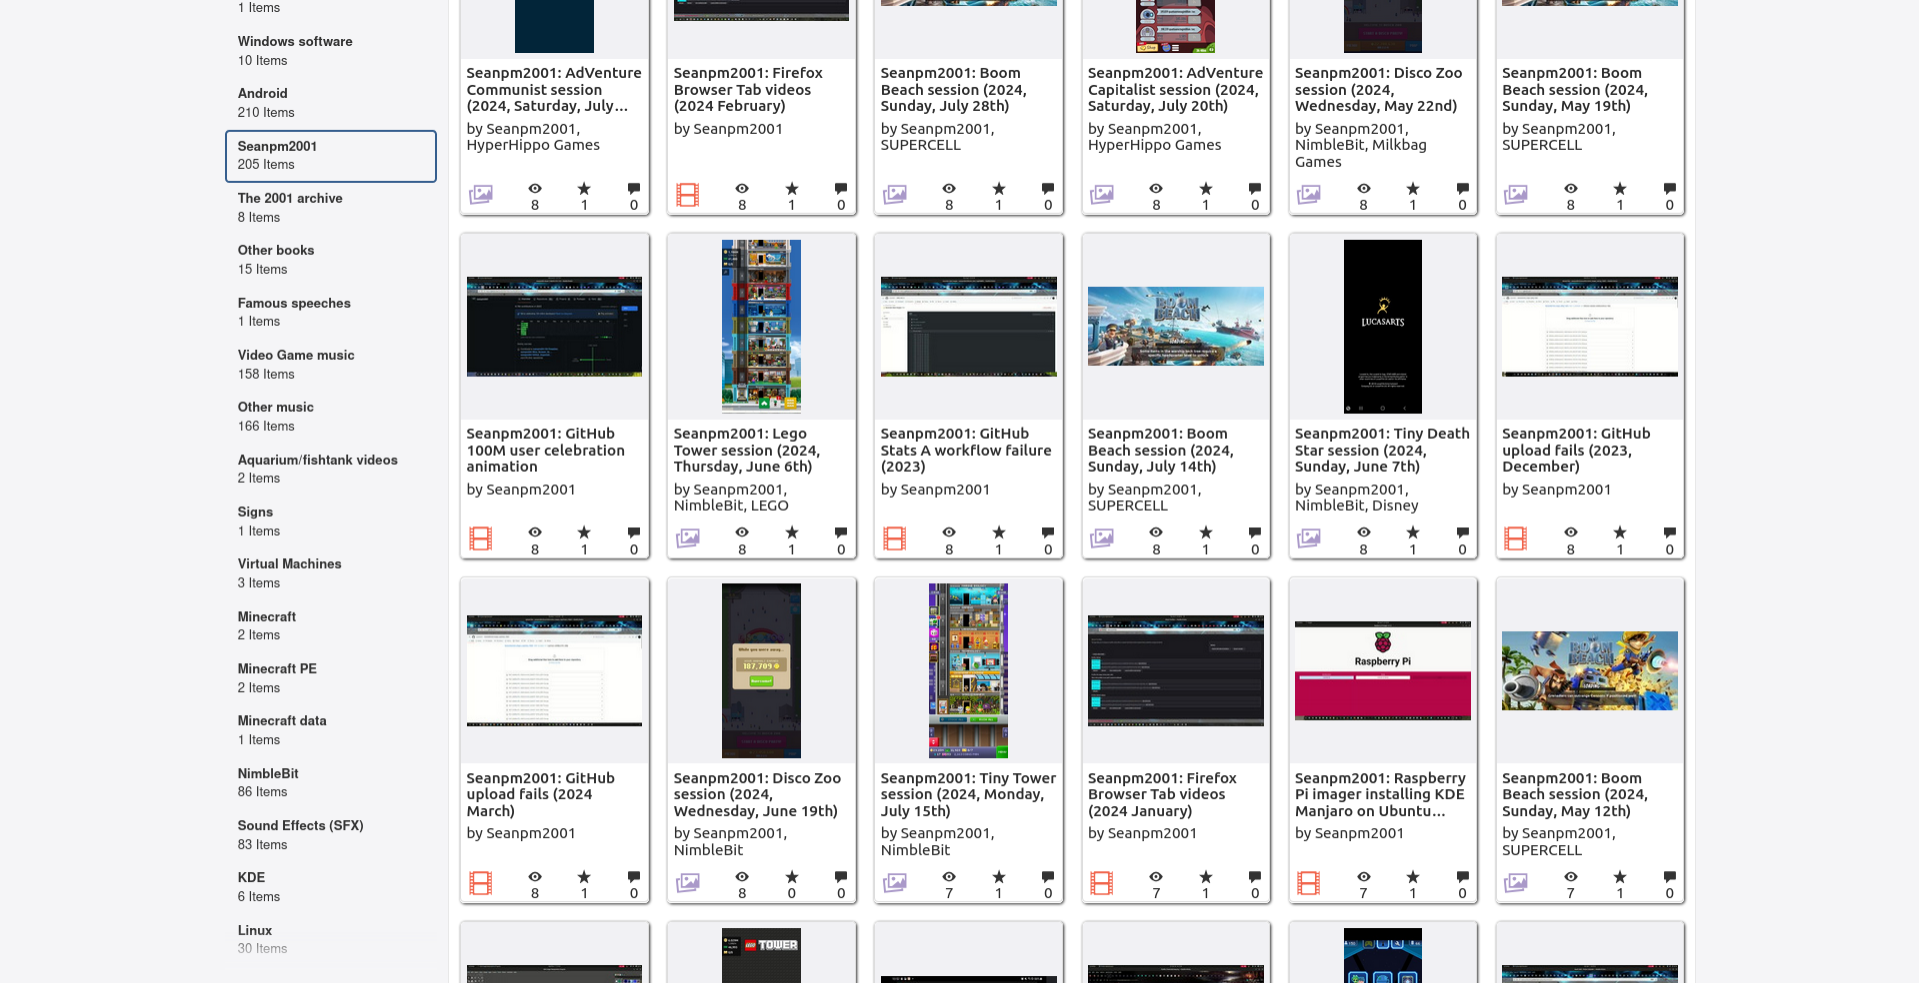 1 Items
Windows software
10 Items
Android
210 Items
Seanpm2001
205 Items
The 2001 archive
8 Items
Other books
15 Items
Famous speeches
1 Items
Video Game music
158 Items
Other music
166 Items
Aquarium/fishtank videos
2 Items
Signs
1 Items
Virtual Machines
3 Items
Minecraft
2 Items
Minecraft PE
2 Items
Minecraft data
1 Items
NimbleBit
86 Items
Sound Effects (SFX)
83 Items
KDE
6 Items
Linux
30 Items
Seanpm2001: AdVenture
Communist session
(2024, Saturday, July...
by Seanpm2001,
HyperHippo Games
8 1 0
Seanpm2001: Firefox
Browser Tab videos
(2024 February)
by Seanpm2001
8 1 0
Seanpm2001: Boom
Beach session (2024,
Sunday, July 28th)
by Seanpm2001,
SUPERCELL
8 1 0
Seanpm2001: AdVenture
Capitalist session (2024,
Saturday, July 20th)
by Seanpm2001,
HyperHippo Games
8 1 0
Seanpm2001: Disco Zoo
session (2024,
Wednesday, May 22nd)
by Seanpm2001,
NimbleBit, Milkbag
Games
8 1 0
Seanpm2001: Boom
Beach session (2024,
Sunday, May 19th)
by Seanpm2001,
SUPERCELL
8 1 0
Seanpm2001: GitHub
100M user celebration
animation
by Seanpm2001
8 1 0
Seanpm2001: Lego
Tower session (2024,
Thursday, June 6th)
by Seanpm2001,
NimbleBit, LEGO
8 1 0
Seanpm2001: GitHub
Stats A workflow failure
(2023)
by Seanpm2001
8 1 0
BOOM
BEACH
Seanpm2001: Boom
Beach session (2024,
Sunday, July 14th)
by Seanpm2001,
SUPERCELL
8 1 0
LUCASARTS
Seanpm2001: Tiny Death
Star session (2024,
Sunday, June 7th)
by Seanpm2001,
NimbleBit, Disney
8 1 0
Seanpm2001: GitHub
upload fails (2023,
December)
by Seanpm2001
8 1 0
Seanpm2001: GitHub
upload fails (2024
March)
by Seanpm2001
8 1 0
While you were away...
187,709
Seanpm2001: Disco Zoo
session (2024,
Wednesday, June 19th)
by Seanpm2001,
NimbleBit
8 0 0
Seanpm2001: Tiny Tower
session (2024, Monday,
July 15th)
by Seanpm2001,
NimbleBit
7 1 0
Seanpm2001: Firefox
Browser Tab videos
(2024 January)
by Seanpm2001
7 1 0
Raspberry Pi
Seanpm2001: Raspberry
Pi imager installing KDE
Manjaro on Ubuntu...
by Seanpm2001
7 1 0
BOOM
BEACH
Seanpm2001: Boom
Beach session (2024,
Sunday, May 12th)
by Seanpm2001,
SUPERCELL
7 1 0
LEGO TOWER